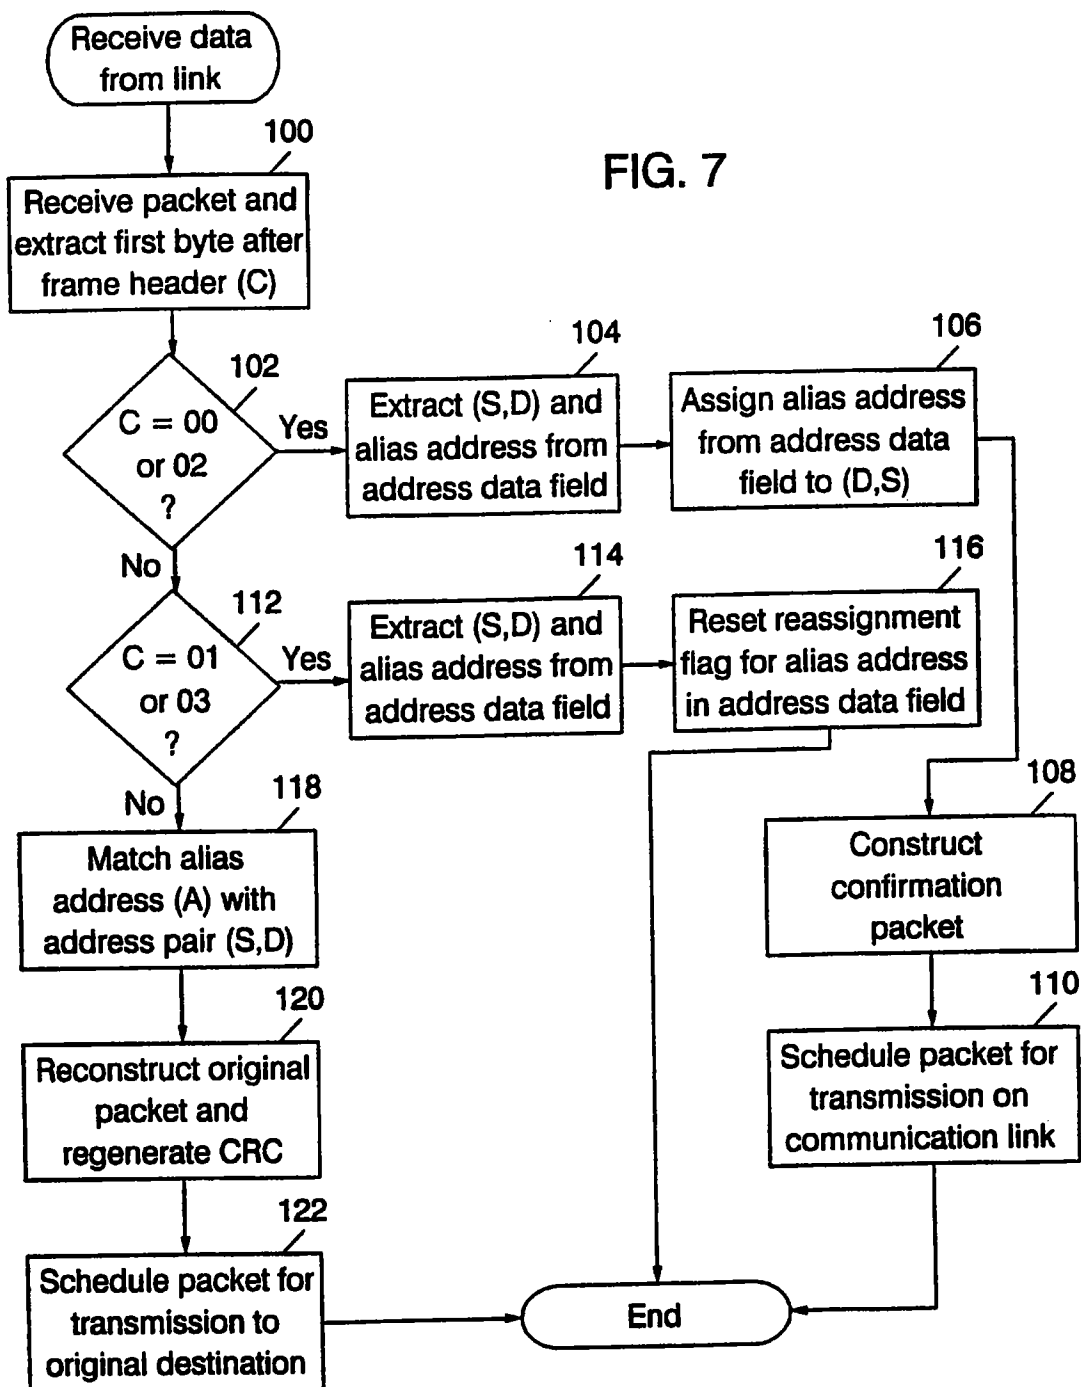 Receive data
from link
100
FIG. 7
Receive packet and
extract first byte after
frame header (C)
102
C = 00
or 02
?
Yes
No
104
Extract (S,D) and
alias address from
address data field
106
Assign alias address
from address data
field to (D,S)
112
C = 01
or 03
?
Yes
No
114
Extract (S,D) and
alias address from
address data field
116
Reset reassignment
flag for alias address
in address data field
108
Construct
confirmation
packet
110
Schedule packet for
transmission on
communication link
118
Match alias
address (A) with
address pair (S,D)
120
Reconstruct original
packet and
regenerate CRC
122
Schedule packet for
transmission to
original destination
End